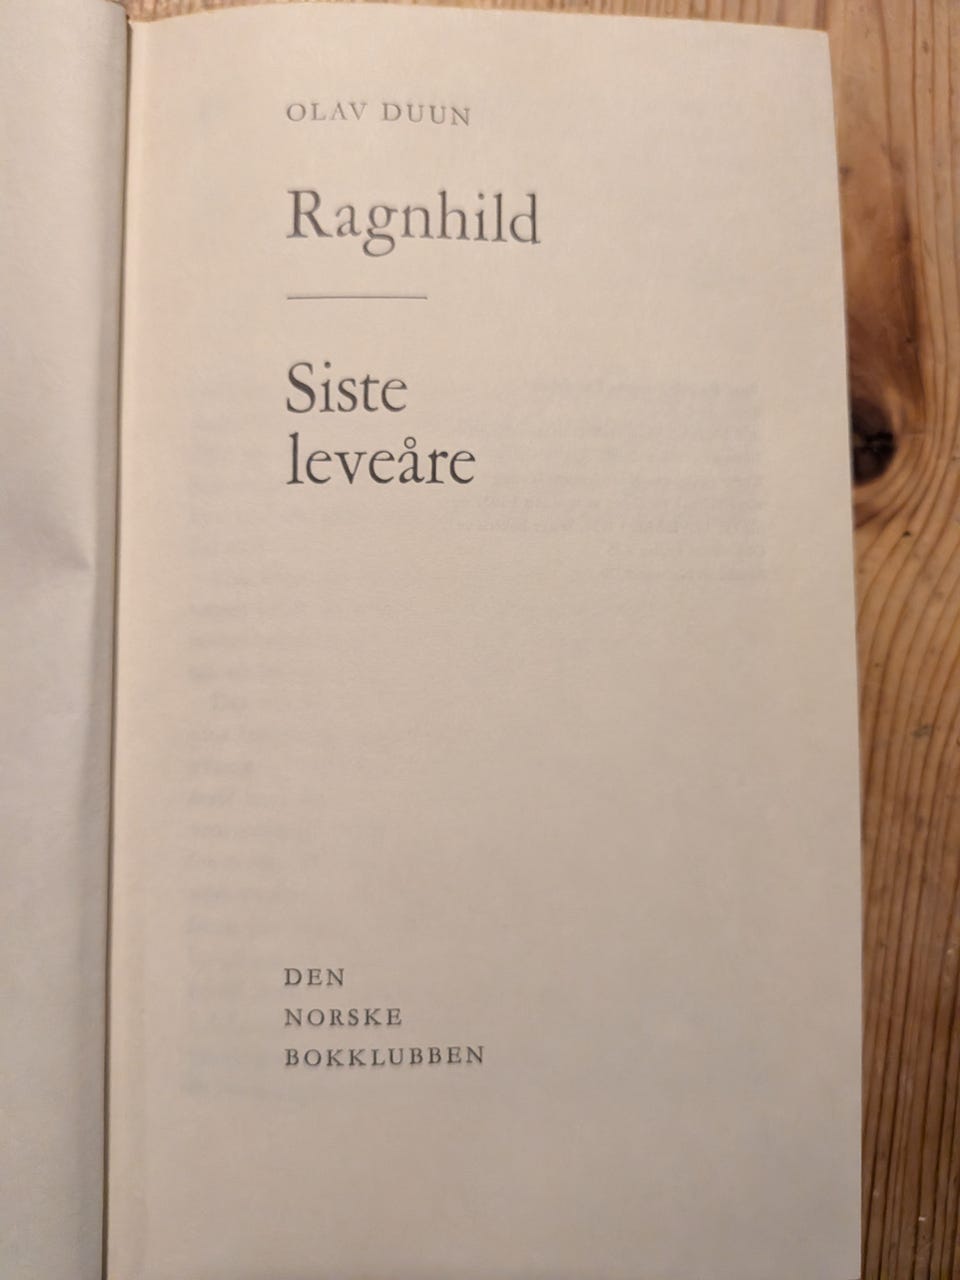 OLAV DUUN
Ragnhild
Siste
leveåre
DEN
NORSKE
BOKKLUBBEN